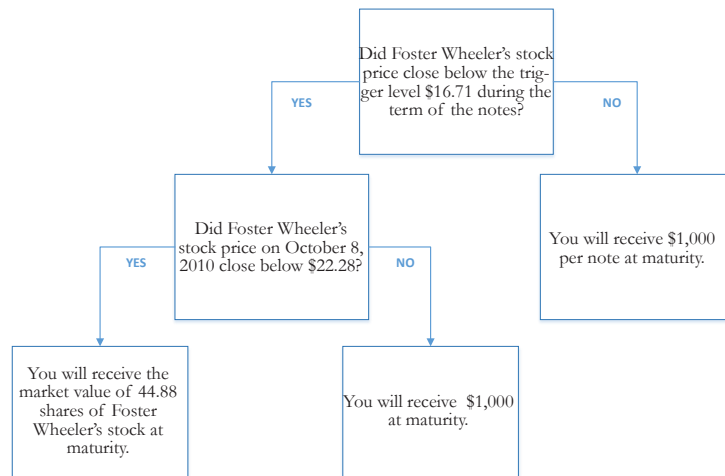 Did Foster Wheeler's stock
price close below the trig-
ger level $16.71 during the
term of the notes?
YES
NO
Did Foster Wheeler's
stock price on October 8,
2010 close below $22.28?
You will receive $1,000
per note at maturity.
YES
NO
You will receive the
market value of 44.88
shares of Foster
Wheeler's stock at
maturity.
You will receive $1,000
at maturity.